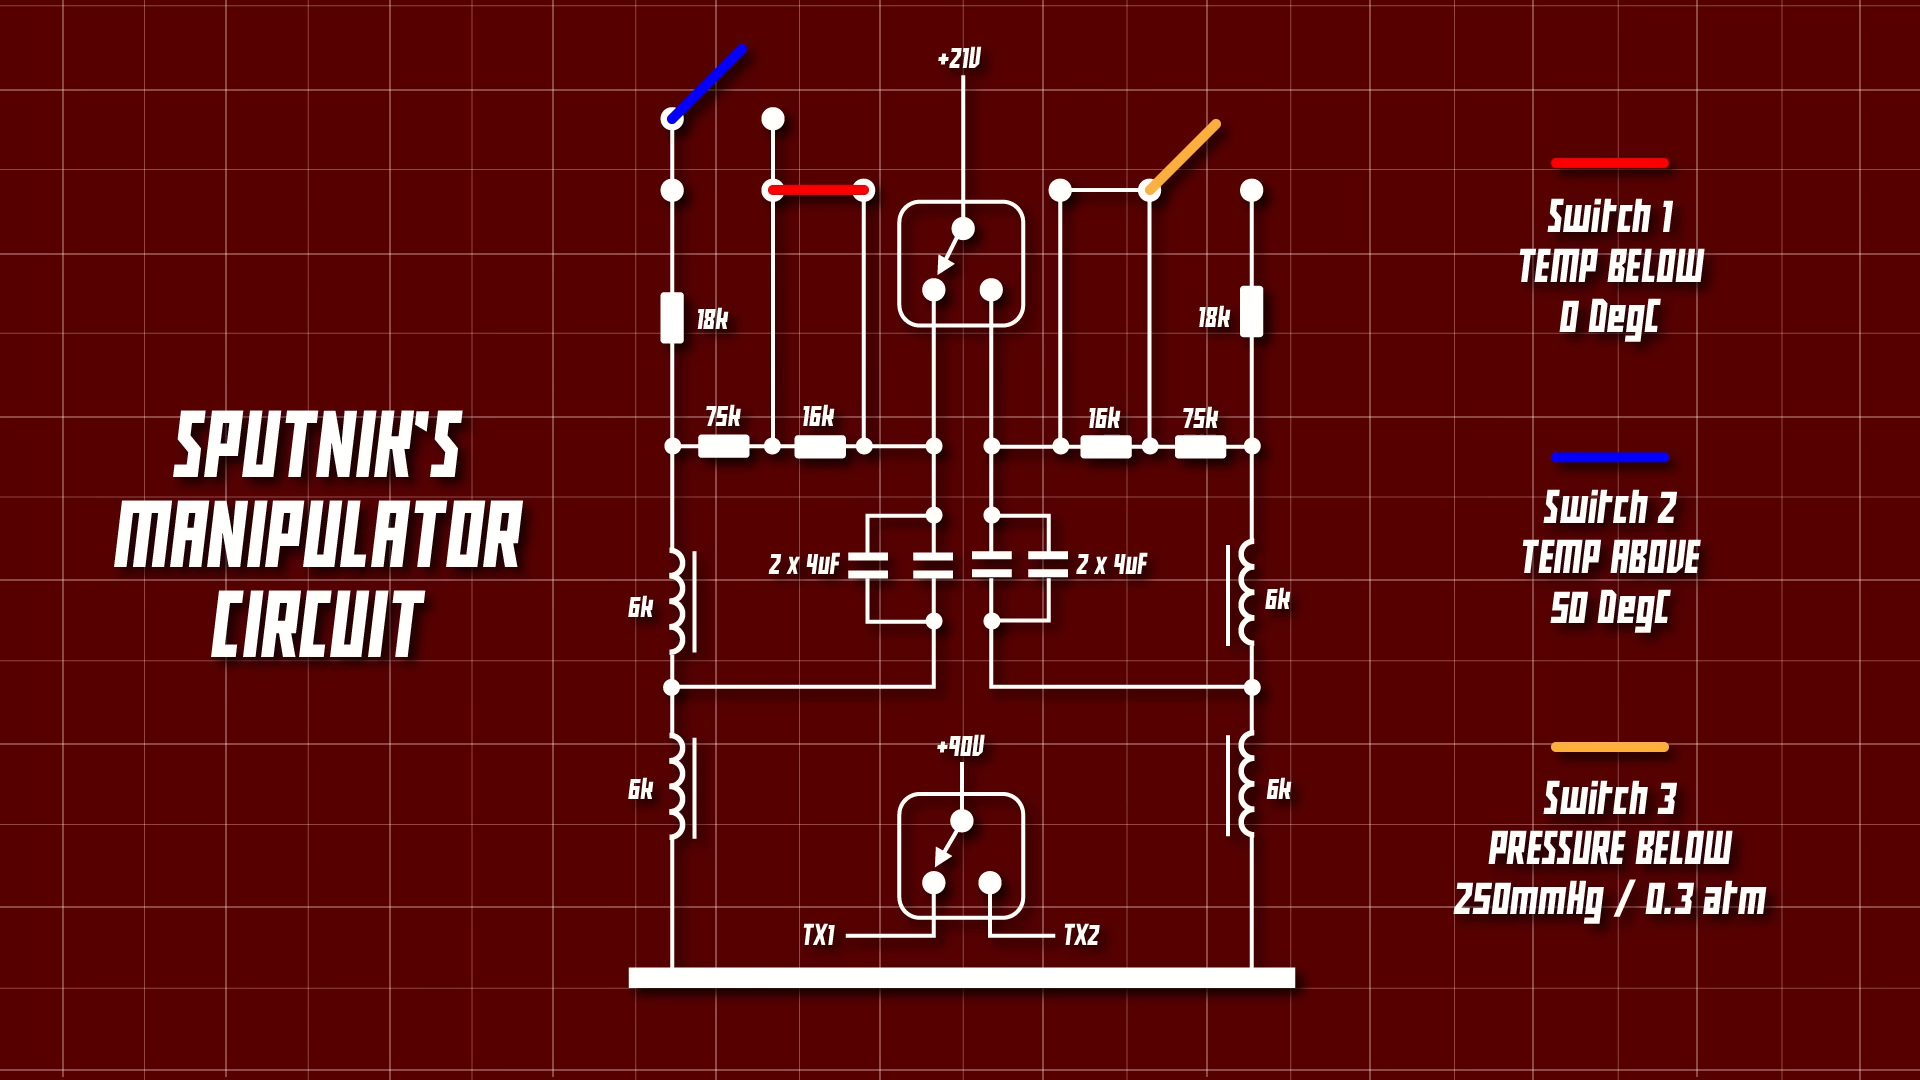 SPUTNIK'S
MANIPULATOR
CIRCUIT
+21V
18k
18k
75k
16k
16k
75k
2 x 4uF
2 x 4uF
6k
6k
+90V
6k
6k
TX1
TX2
Switch 1
TEMP BELOW
0 DegC
Switch 2
TEMP ABOVE
50 DegC
Switch 3
PRESSURE BELOW
250mmHg / 0.3 atm